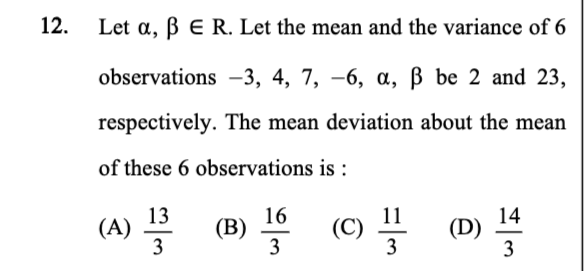 12. Let α, β ∈ R. Let the mean and the variance of 6
observations −3, 4, 7, −6, α, β be 2 and 23,
respectively. The mean deviation about the mean
of these 6 observations is :
(A) 13/3 (B) 16/3 (C) 11/3 (D) 14/3